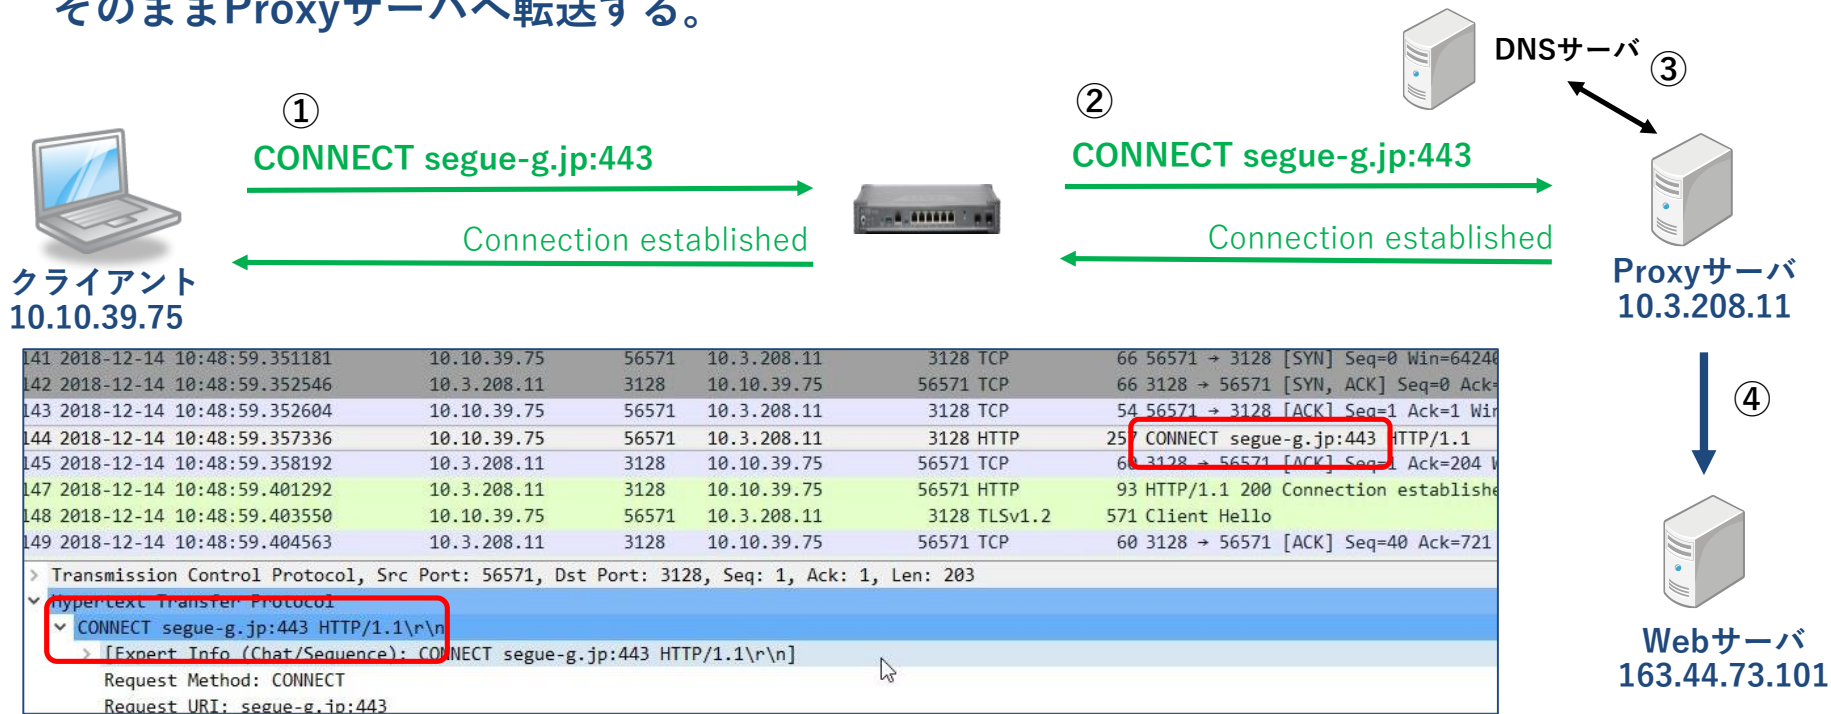 そのままProxyサーバへ転送する。
DNSサーバ
③
①
②
CONNECT segue-g.jp:443
CONNECT segue-g.jp:443
Connection established
Connection established
クライアント
10.10.39.75
Proxyサーバ
10.3.208.11
④
141 2018-12-14 10:48:59.351181 10.10.39.75 56571 10.3.208.11 3128 TCP 66 56571 → 3128 [SYN] Seq=0 Win=64240
142 2018-12-14 10:48:59.352546 10.3.208.11 3128 10.10.39.75 56571 TCP 66 3128 → 56571 [SYN, ACK] Seq=0 Ack=
143 2018-12-14 10:48:59.352604 10.10.39.75 56571 10.3.208.11 3128 TCP 54 56571 → 3128 [ACK] Seq=1 Ack=1 Win
144 2018-12-14 10:48:59.357336 10.10.39.75 56571 10.3.208.11 3128 HTTP 257 CONNECT segue-g.jp:443 HTTP/1.1
145 2018-12-14 10:48:59.358192 10.3.208.11 3128 10.10.39.75 56571 TCP 60 3128 → 56571 [ACK] Seq=1 Ack=204 W
147 2018-12-14 10:48:59.401292 10.3.208.11 3128 10.10.39.75 56571 HTTP 93 HTTP/1.1 200 Connection establishe
148 2018-12-14 10:48:59.403550 10.10.39.75 56571 10.3.208.11 3128 TLSv1.2 571 Client Hello
149 2018-12-14 10:48:59.404563 10.3.208.11 3128 10.10.39.75 56571 TCP 60 3128 → 56571 [ACK] Seq=40 Ack=721
Transmission Control Protocol, Src Port: 56571, Dst Port: 3128, Seq: 1, Ack: 1, Len: 203
Hypertext Transfer Protocol
CONNECT segue-g.jp:443 HTTP/1.1\r\n
[Expert Info (Chat/Sequence): CONNECT segue-g.jp:443 HTTP/1.1\r\n]
Request Method: CONNECT
Request URI: segue-g.jp:443
Webサーバ
163.44.73.101